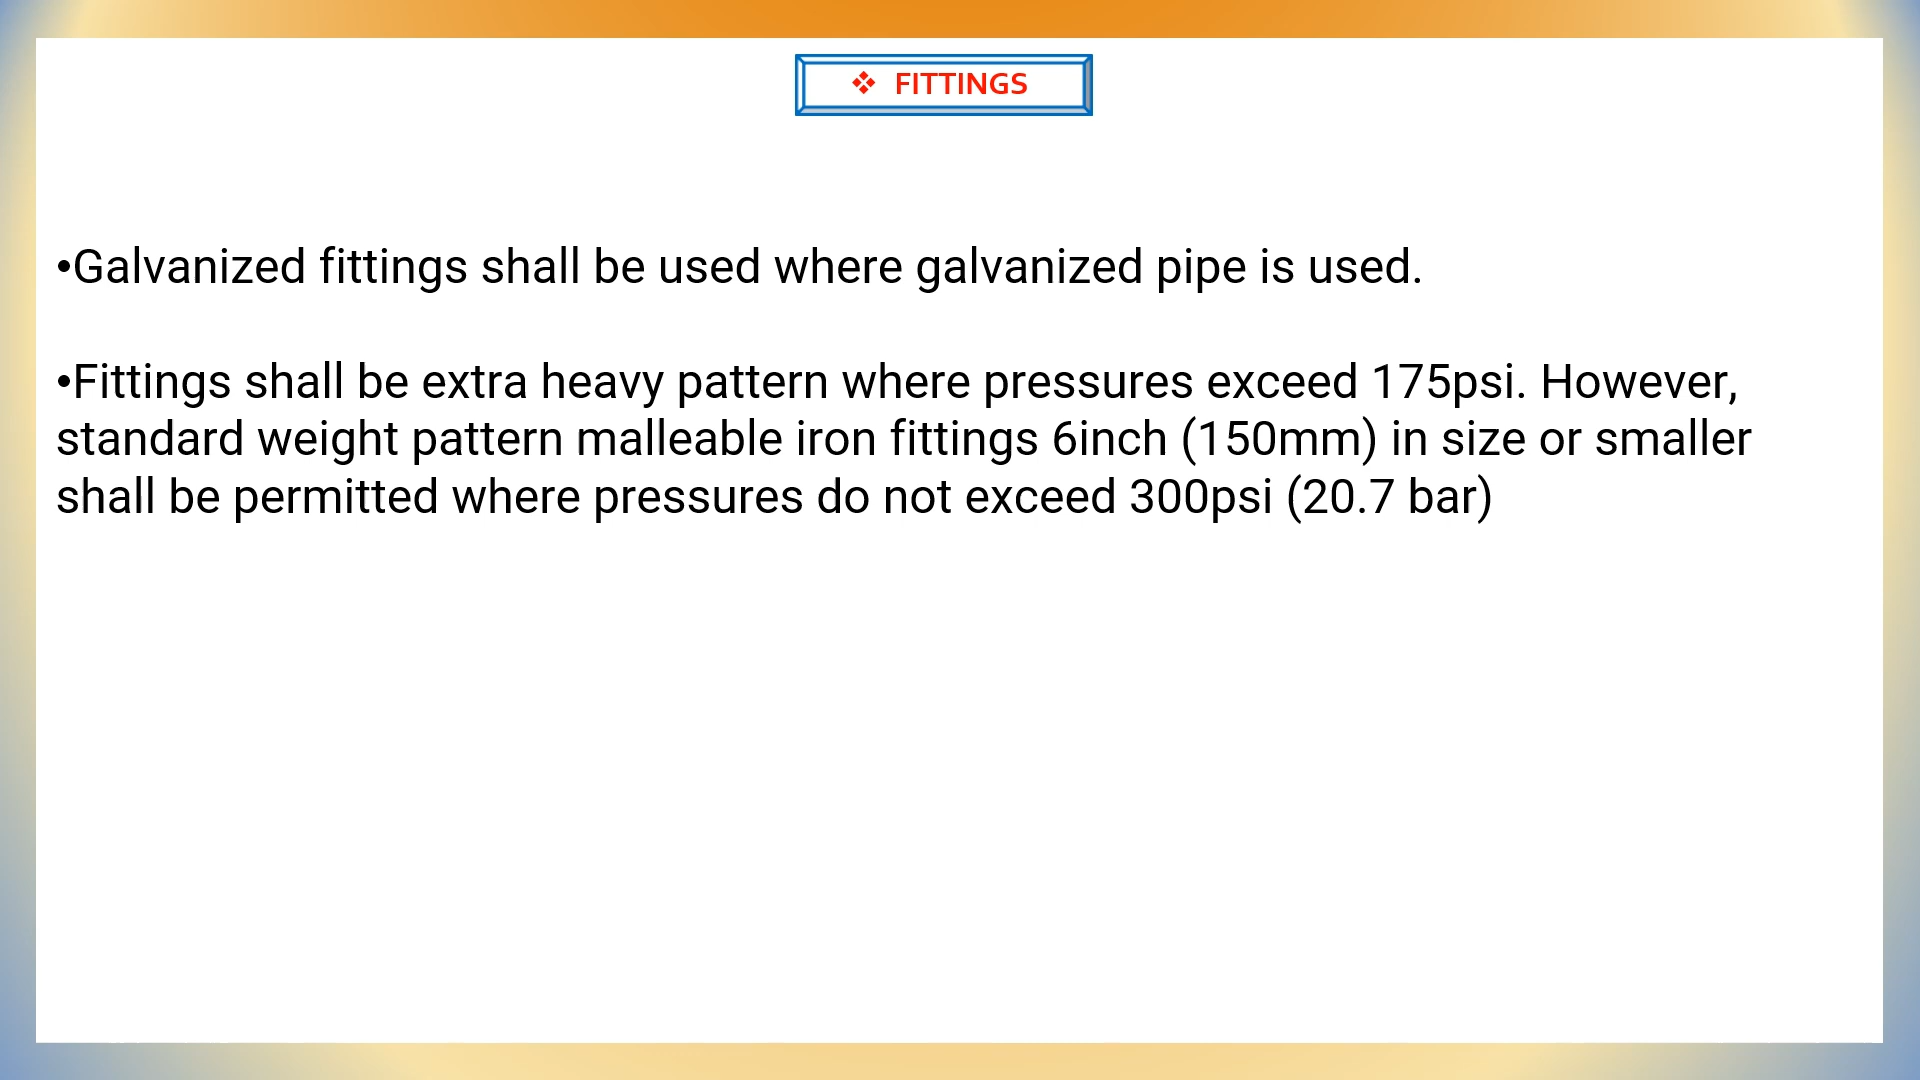 ❖ FITTINGS
•Galvanized fittings shall be used where galvanized pipe is used.
•Fittings shall be extra heavy pattern where pressures exceed 175psi. However,
standard weight pattern malleable iron fittings 6inch (150mm) in size or smaller
shall be permitted where pressures do not exceed 300psi (20.7 bar)